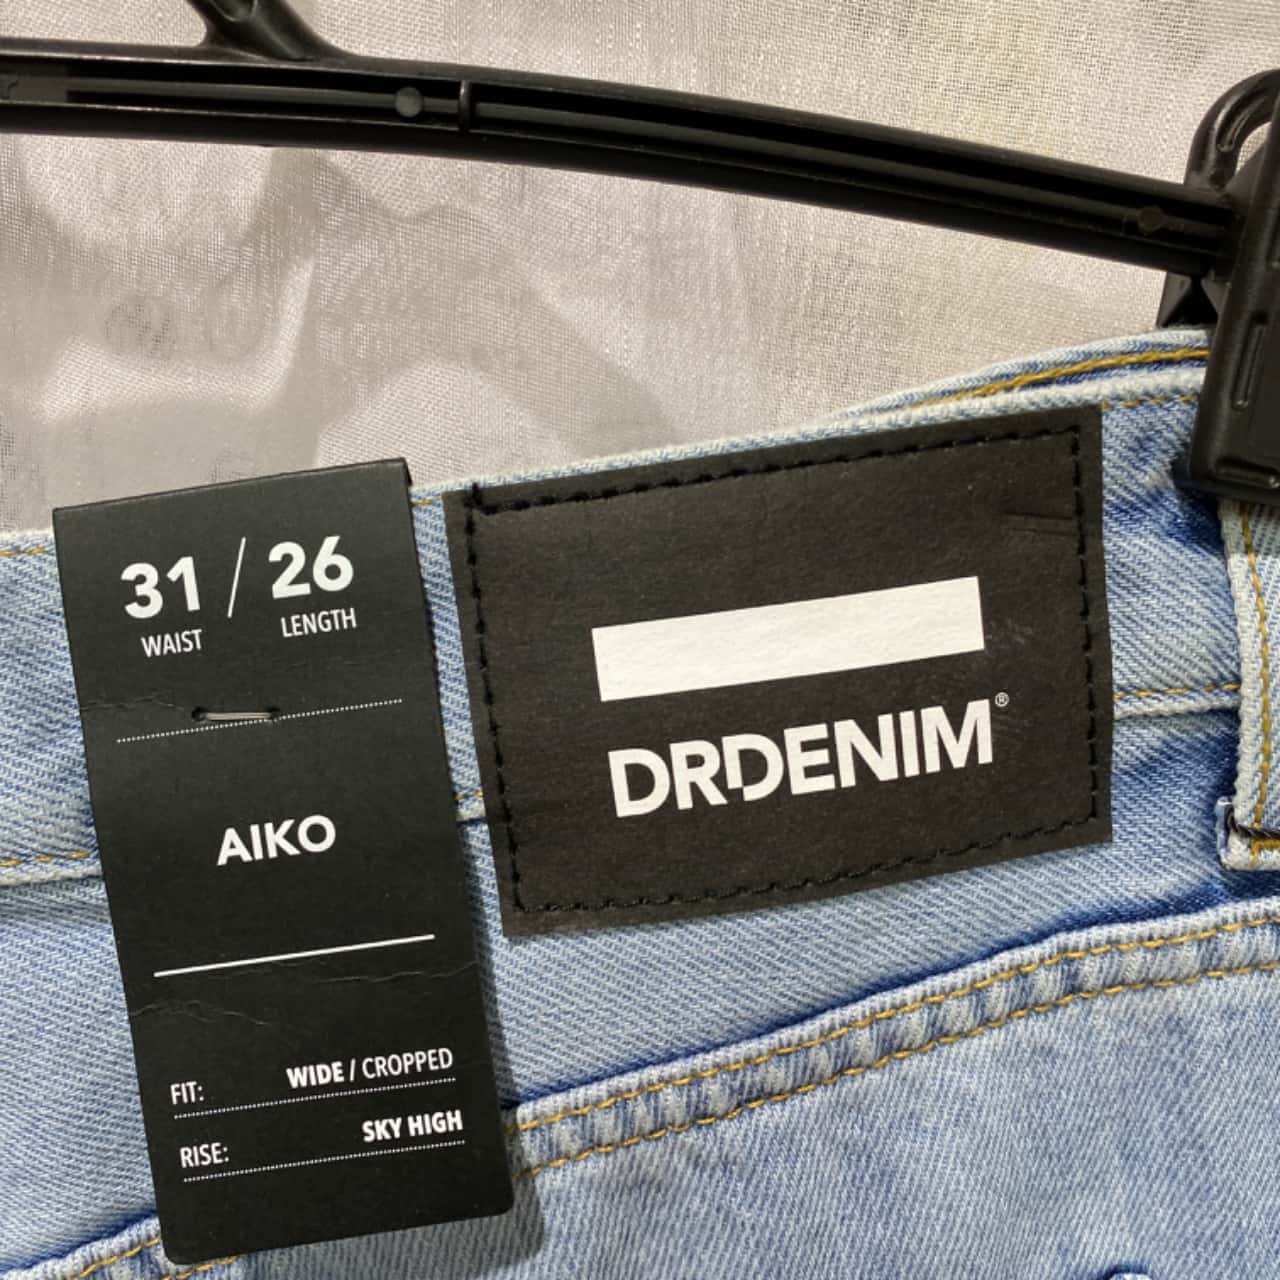 31 / 26
WAIST LENGTH
AIKO
FIT: WIDE / CROPPED
RISE: SKY HIGH
DRDENIM®